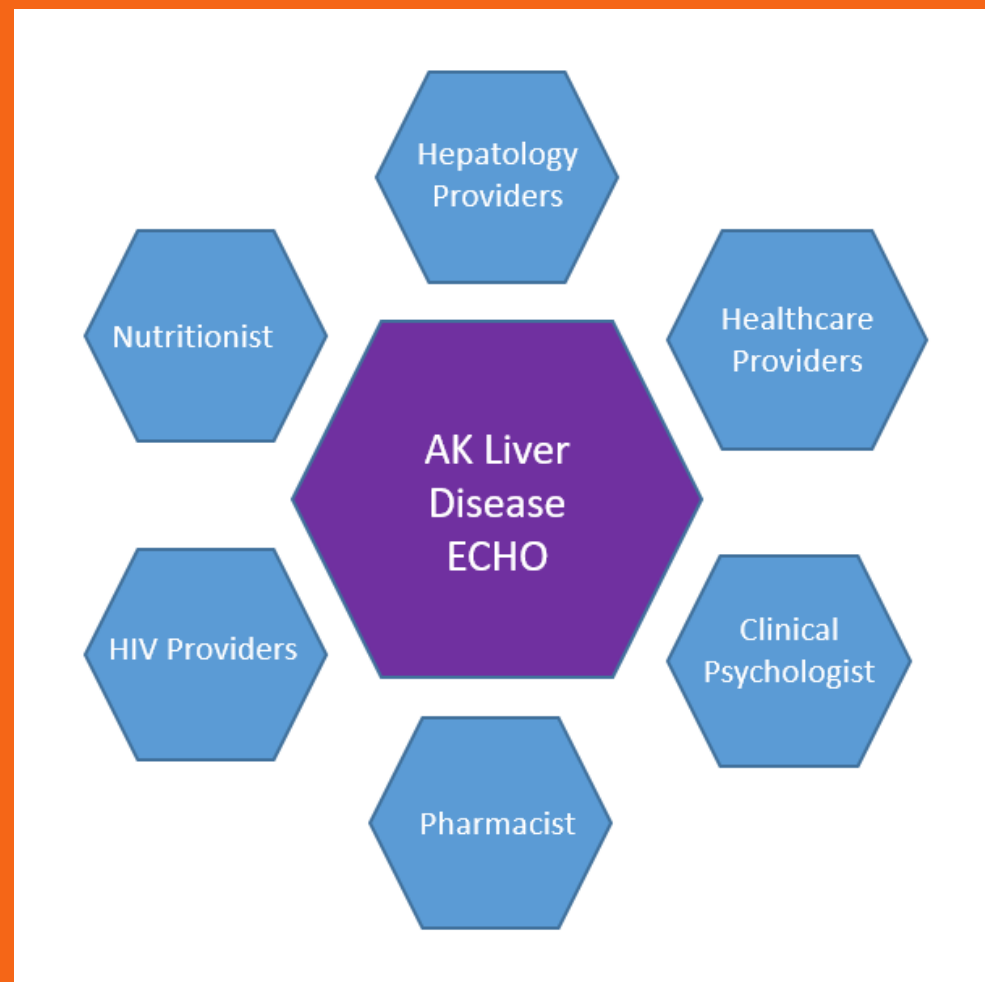 Hepatology
Providers
Nutritionist
Healthcare
Providers
AK Liver
Disease
ECHO
HIV Providers
Clinical
Psychologist
Pharmacist